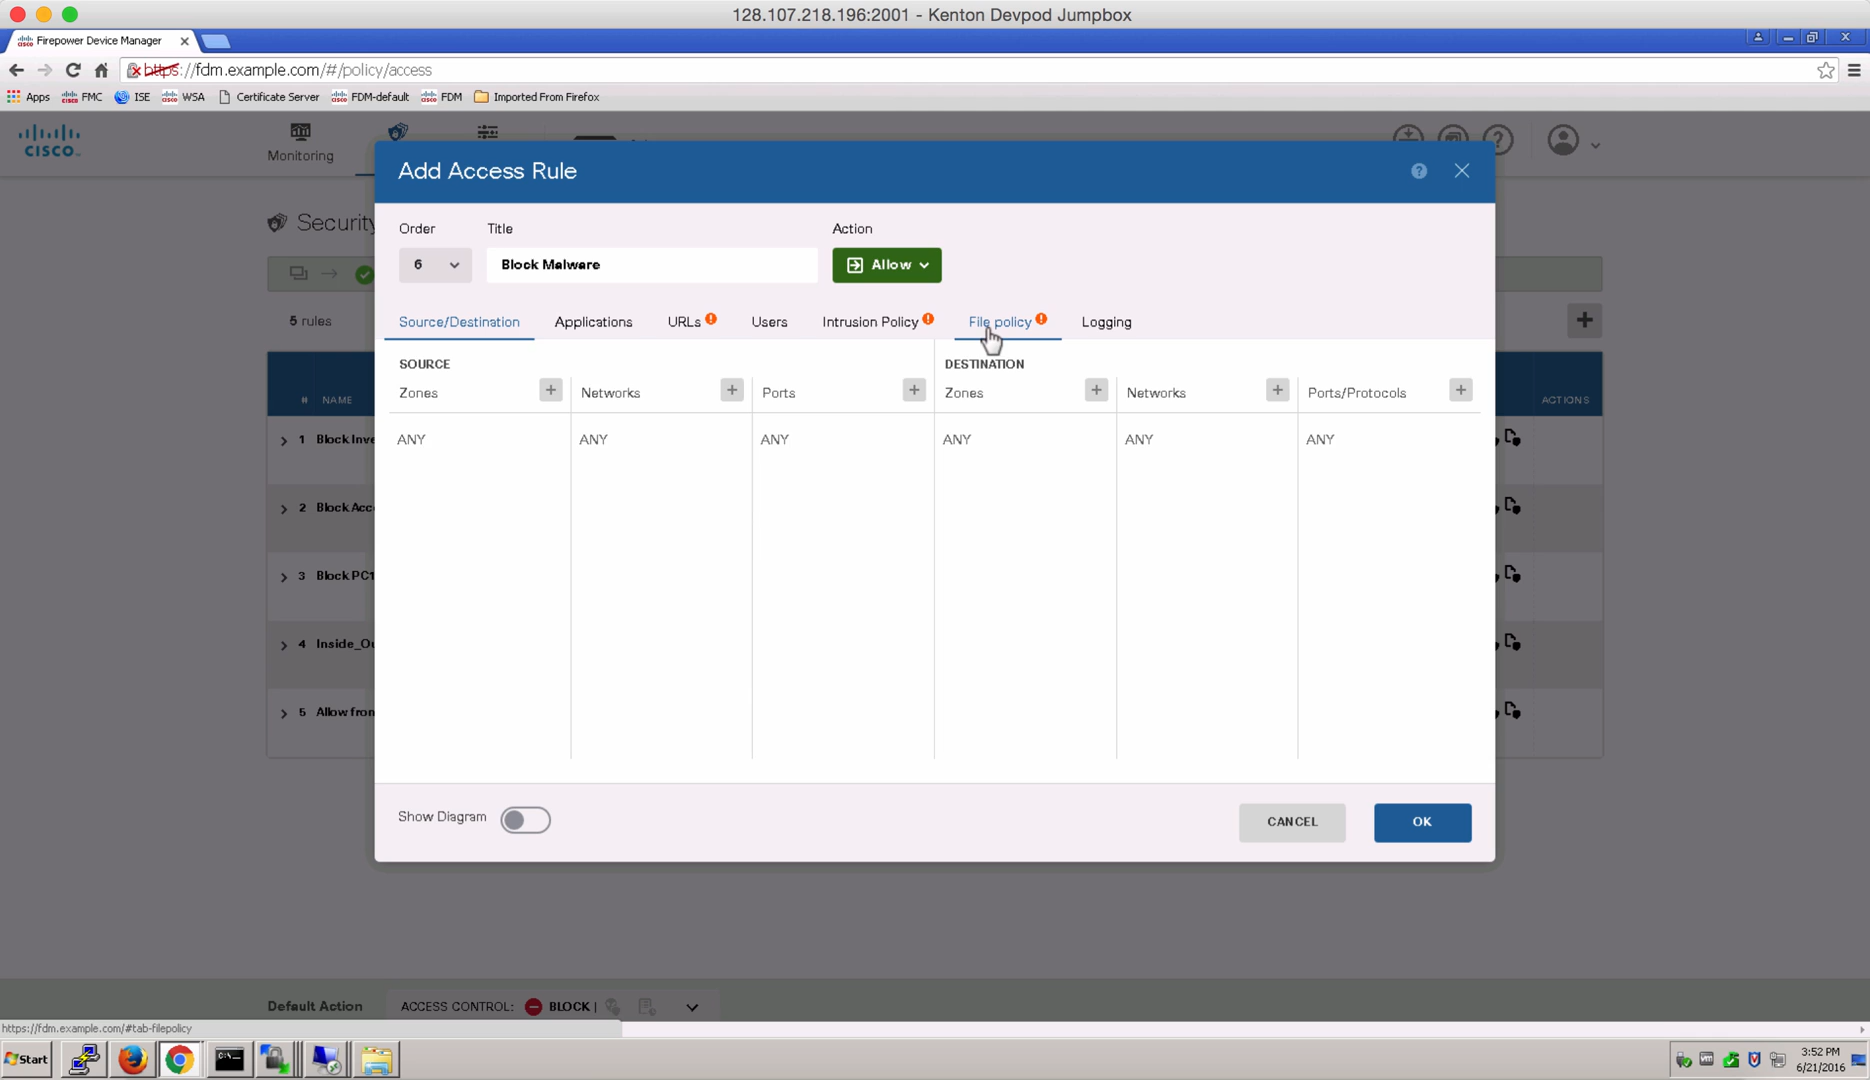 128.107.218.196:2001 - Kenton Devpod Jumpbox
Firepower Device Manager
https://fdm.example.com/#/policy/access
Apps FMC ISE WSA Certificate Server FDM-default FDM Imported From Firefox
CISCO
Monitoring
Security
Add Access Rule
Order Title Action
6 Block Malware Allow
5 rules
Source/Destination Applications URLs Users Intrusion Policy File policy Logging
SOURCE DESTINATION
Zones Networks Ports Zones Networks Ports/Protocols
# NAME ACTIONS
ANY ANY ANY ANY ANY ANY
1 Block Inve
2 Block Acc
3 Block PC1
4 Inside_Ou
5 Allow fron
Show Diagram
CANCEL OK
Default Action ACCESS CONTROL: BLOCK |
https://fdm.example.com/#tab-filepolicy
Start
3:52 PM
6/21/2016